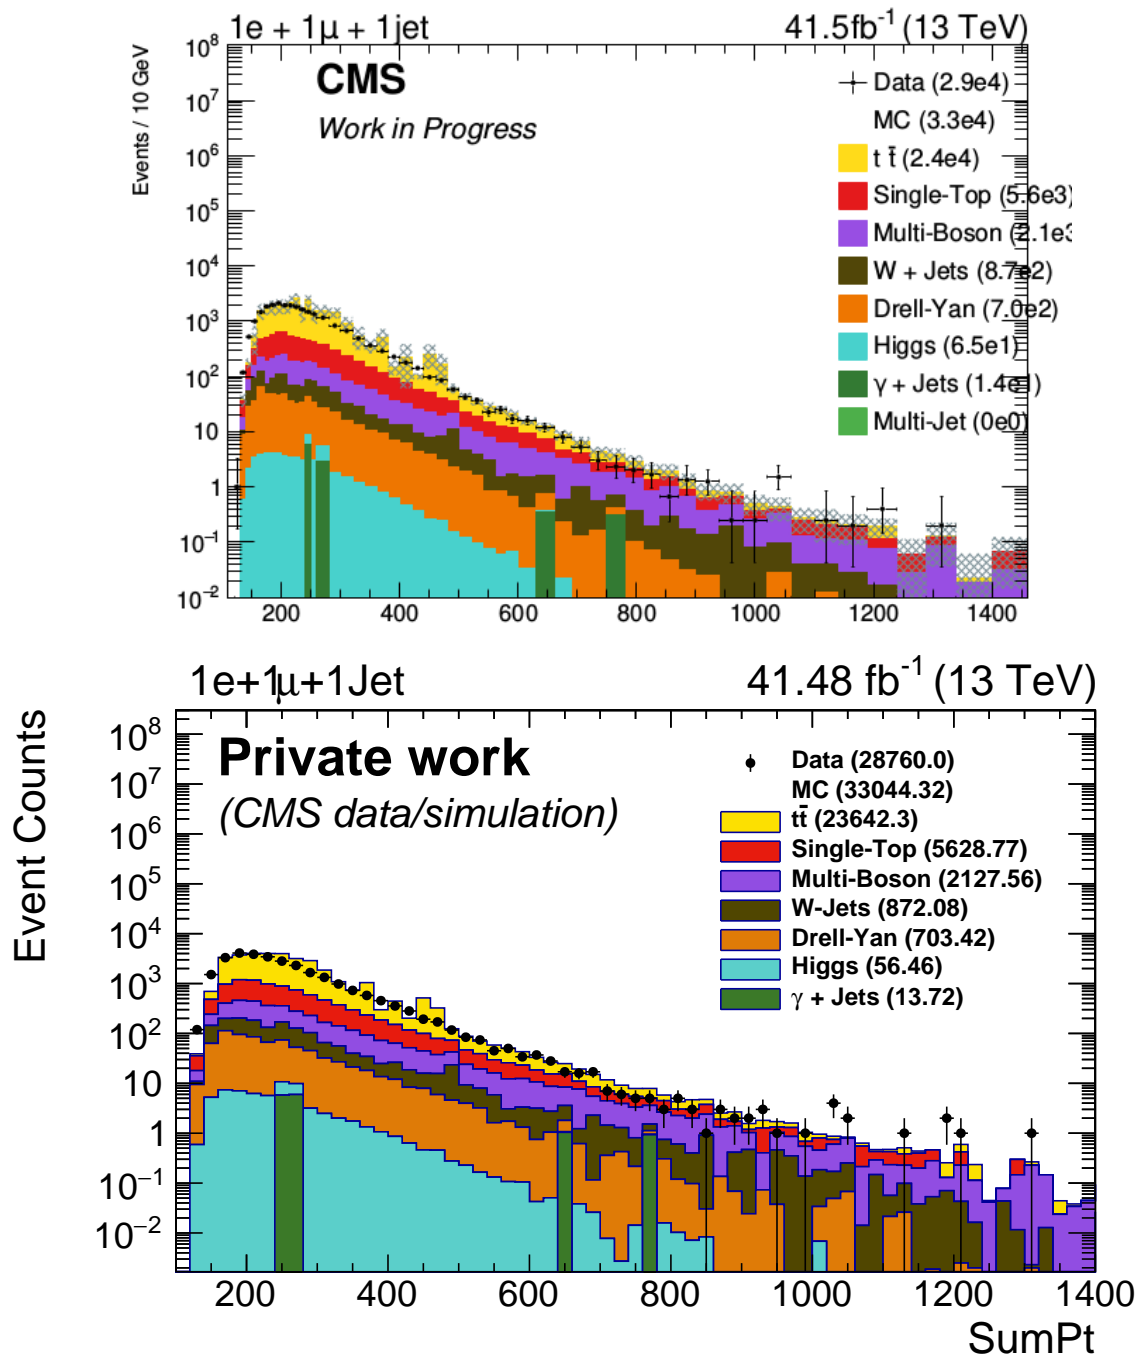 1e + 1μ + 1jet 41.5fb⁻¹ (13 TeV)
Events / 10 GeV
CMS
Work in Progress
Data (2.9e4)
MC (3.3e4)
t t̄ (2.4e4)
Single-Top (5.6e3)
Multi-Boson (2.1e3
W + Jets (8.7e2)
Drell-Yan (7.0e2)
Higgs (6.5e1)
γ + Jets (1.4e1)
Multi-Jet (0e0)
10⁸
10⁷
10⁶
10⁵
10⁴
10³
10²
10
1
10⁻¹
10⁻²
200 400 600 800 1000 1200 1400
1e+1μ+1Jet 41.48 fb⁻¹ (13 TeV)
Event Counts
Private work
(CMS data/simulation)
Data (28760.0)
MC (33044.32)
tt̄ (23642.3)
Single-Top (5628.77)
Multi-Boson (2127.56)
W-Jets (872.08)
Drell-Yan (703.42)
Higgs (56.46)
γ + Jets (13.72)
10⁸
10⁷
10⁶
10⁵
10⁴
10³
10²
10
1
10⁻¹
10⁻²
200 400 600 800 1000 1200 1400
SumPt